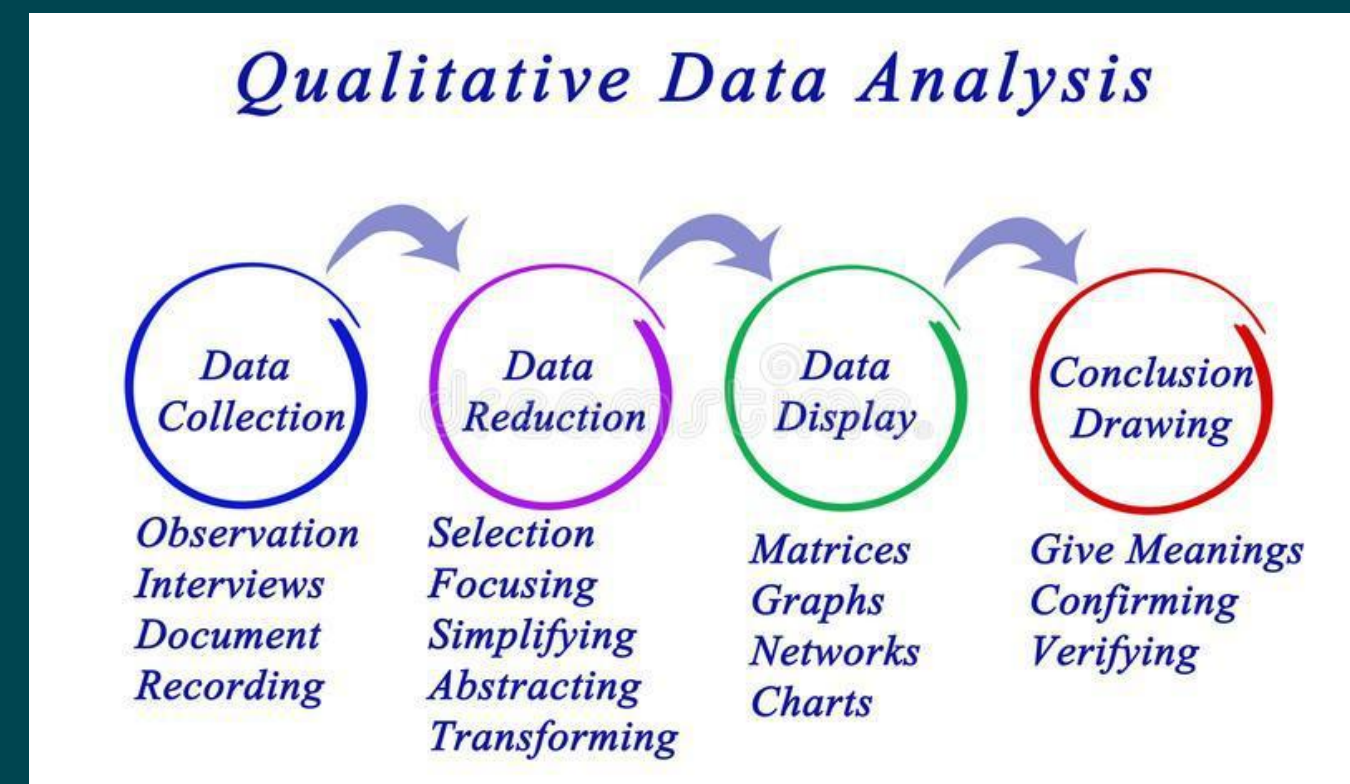 Qualitative Data Analysis
Data
Collection
Observation
Interviews
Document
Recording
Data
Reduction
Selection
Focusing
Simplifying
Abstracting
Transforming
Data
Display
Matrices
Graphs
Networks
Charts
Conclusion
Drawing
Give Meanings
Confirming
Verifying
dreamstime